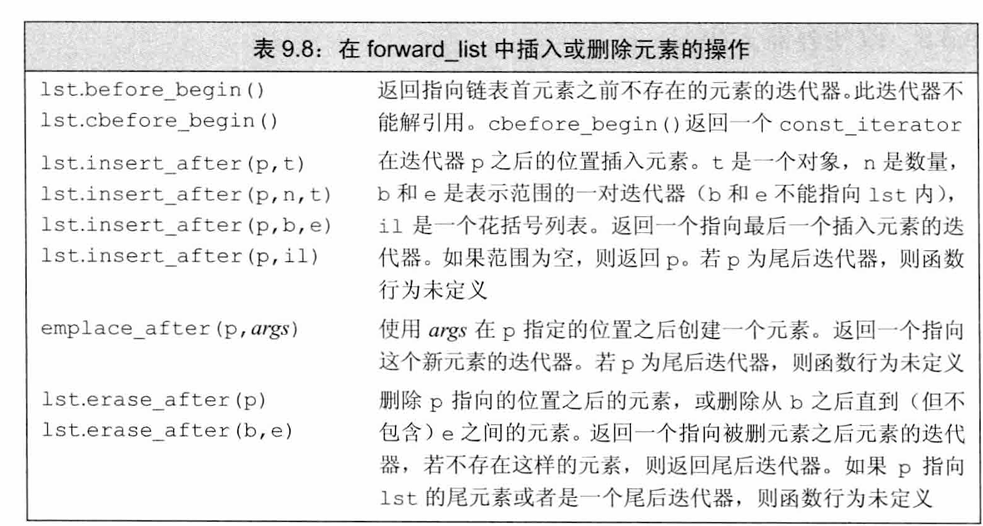 表 9.8：在 forward_list 中插入或删除元素的操作
lst.before_begin() 返回指向链表首元素之前不存在的元素的迭代器。此迭代器不
lst.cbefore_begin() 能解引用。cbefore_begin()返回一个 const_iterator
lst.insert_after(p,t) 在迭代器 p 之后的位置插入元素。t 是一个对象，n 是数量，
lst.insert_after(p,n,t) b 和 e 是表示范围的一对迭代器（b 和 e 不能指向 lst 内），
lst.insert_after(p,b,e) il 是一个花括号列表。返回一个指向最后一个插入元素的迭
lst.insert_after(p,il) 代器。如果范围为空，则返回 p。若 p 为尾后迭代器，则函数
行为未定义
emplace_after(p,args) 使用 args 在 p 指定的位置之后创建一个元素。返回一个指向
这个新元素的迭代器。若 p 为尾后迭代器，则函数行为未定义
lst.erase_after(p) 删除 p 指向的位置之后的元素，或删除从 b 之后直到（但不
lst.erase_after(b,e) 包含）e 之间的元素。返回一个指向被删元素之后元素的迭代
器，若不存在这样的元素，则返回尾后迭代器。如果 p 指向
lst 的尾元素或者是一个尾后迭代器，则函数行为未定义